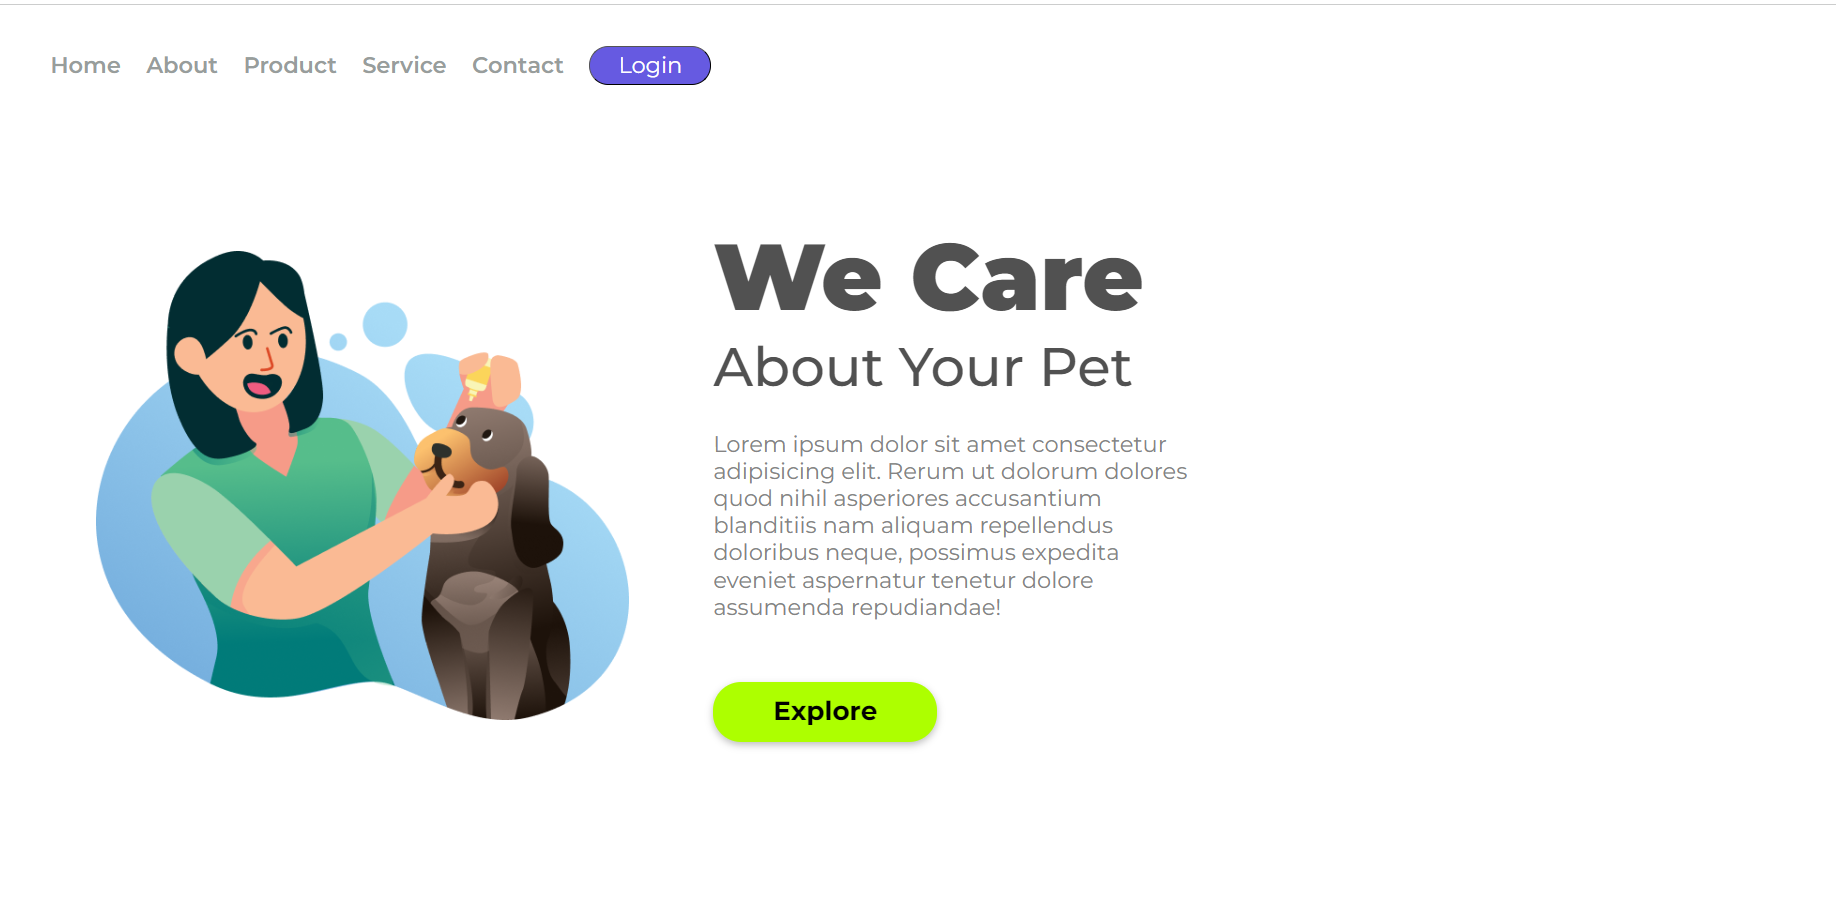 Home About Product Service Contact Login
We Care
About Your Pet
Lorem ipsum dolor sit amet consectetur
adipisicing elit. Rerum ut dolorum dolores
quod nihil asperiores accusantium
blanditiis nam aliquam repellendus
doloribus neque, possimus expedita
eveniet aspernatur tenetur dolore
assumenda repudiandae!
Explore